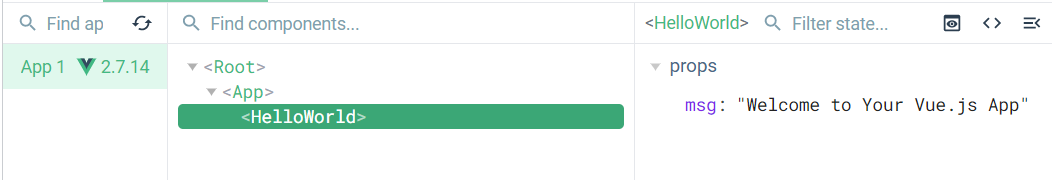 Find ap
Find components...
<HelloWorld>
Filter state...
App 1 2.7.14
<Root>
<App>
<HelloWorld>
props
msg: "Welcome to Your Vue.js App"